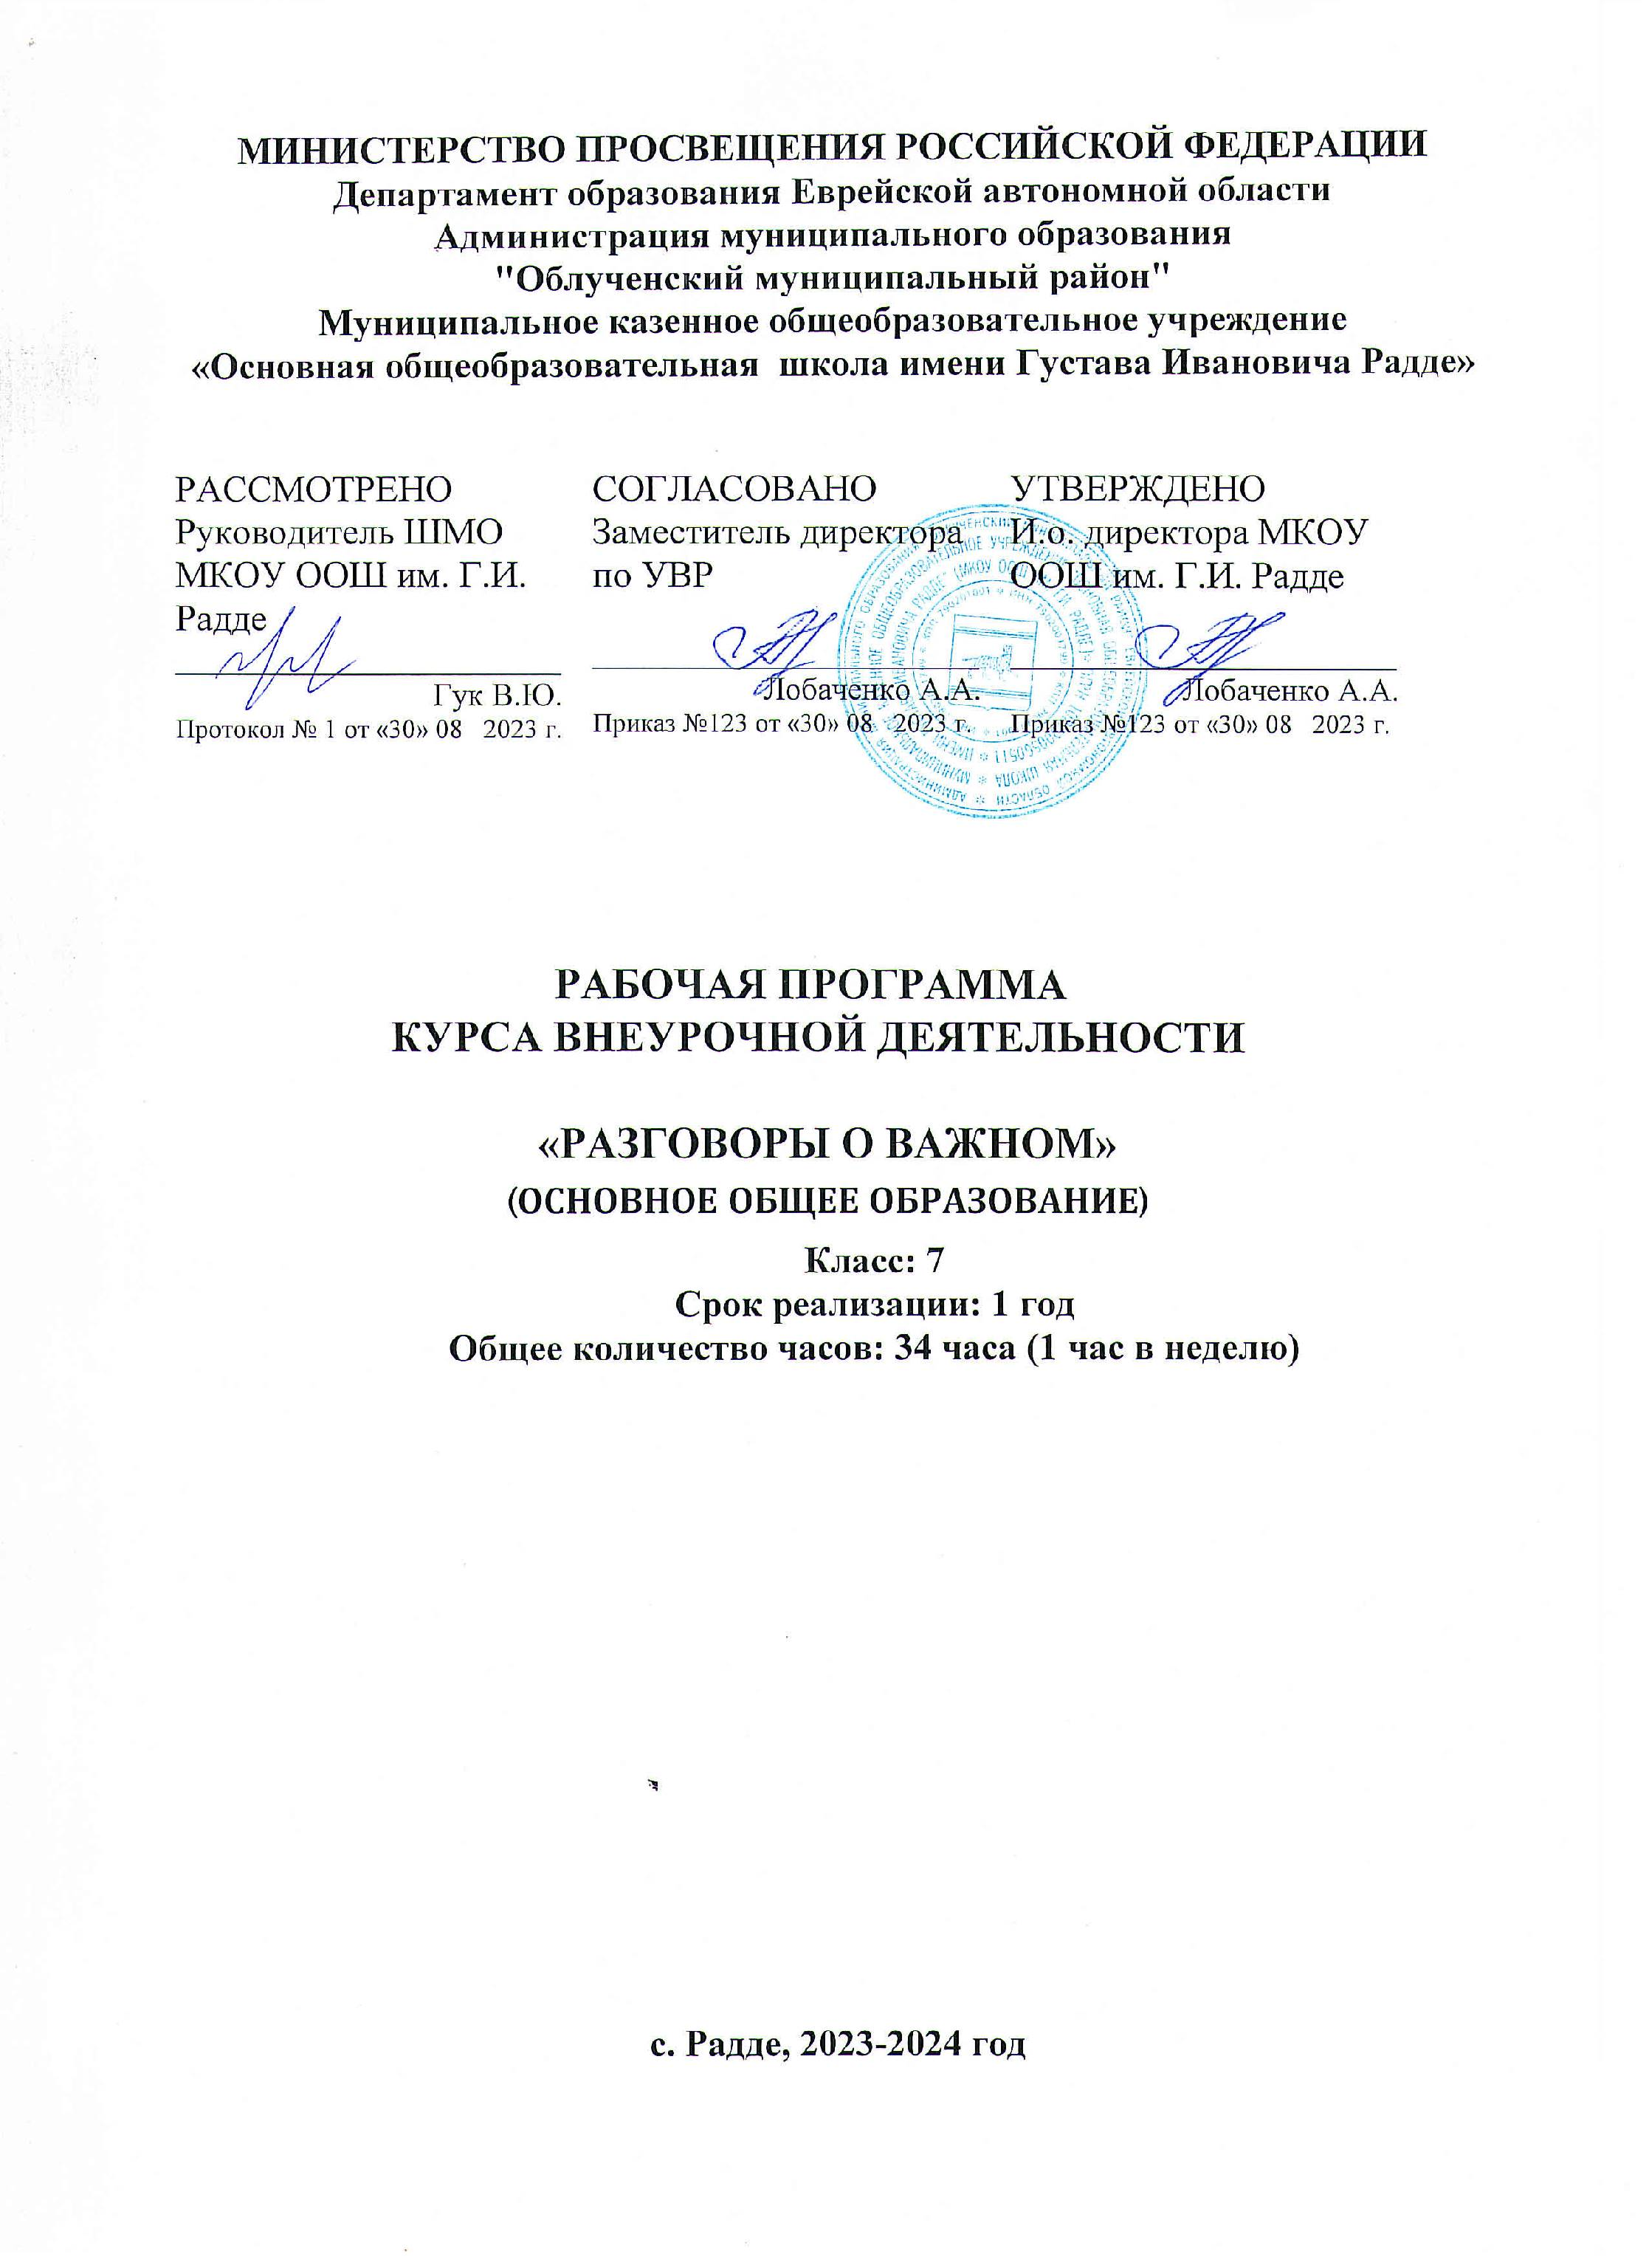 МИНИСТЕРСТВО ПРОСВЕЩЕНИЯ РОССИЙСКОЙ ФЕДЕРАЦИИ
Департамент образования Еврейской автономной области
Администрация муниципального образования
"Облученский муниципальный район"
Муниципальное казенное общеобразовательное учреждение
«Основная общеобразовательная школа имени Густава Ивановича Радде»
РАССМОТРЕНО
Руководитель ШМО
МКОУ ООШ им. Г.И.
Радде
Гук В.Ю.
Протокол № 1 от «30» 08 2023 г.
СОГЛАСОВАНО
Заместитель директора
по УВР
Лобаченко А.А.
Приказ №123 от «30» 08 2023 г.
УТВЕРЖДЕНО
И.о. директора МКОУ
ООШ им. Г.И. Радде
Лобаченко А.А.
Приказ №123 от «30» 08 2023 г.
РАБОЧАЯ ПРОГРАММА
КУРСА ВНЕУРОЧНОЙ ДЕЯТЕЛЬНОСТИ
«РАЗГОВОРЫ О ВАЖНОМ»
(ОСНОВНОЕ ОБЩЕЕ ОБРАЗОВАНИЕ)
Класс: 7
Срок реализации: 1 год
Общее количество часов: 34 часа (1 час в неделю)
с. Радде, 2023-2024 год